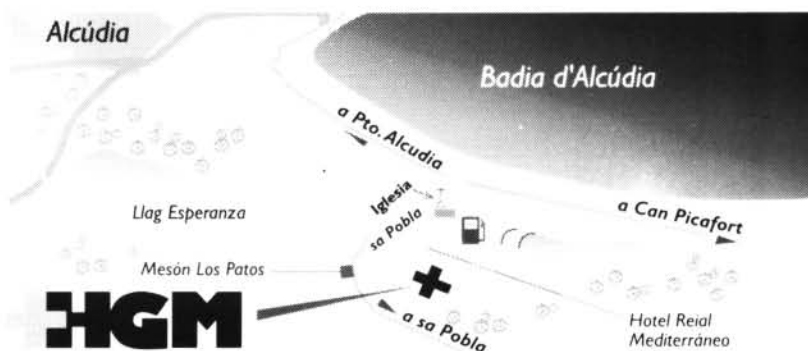 Alcúdia
Badia d'Alcúdia
a Pto. Alcudia
Iglesia
a Can Picafort
Llag Esperanza
sa Pobla
Mesón Los Patos
HGM
a sa Pobla
Hotel Reial
Mediterráneo